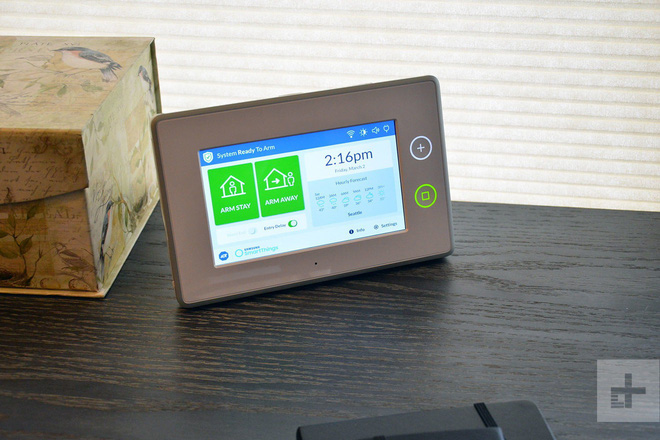 System Ready To Arm
2:16pm
Friday, March 2
Hourly Forecast
ARM STAY
ARM AWAY
Seattle
Entry Delay
Info
Settings
SAMSUNG
SmartThings